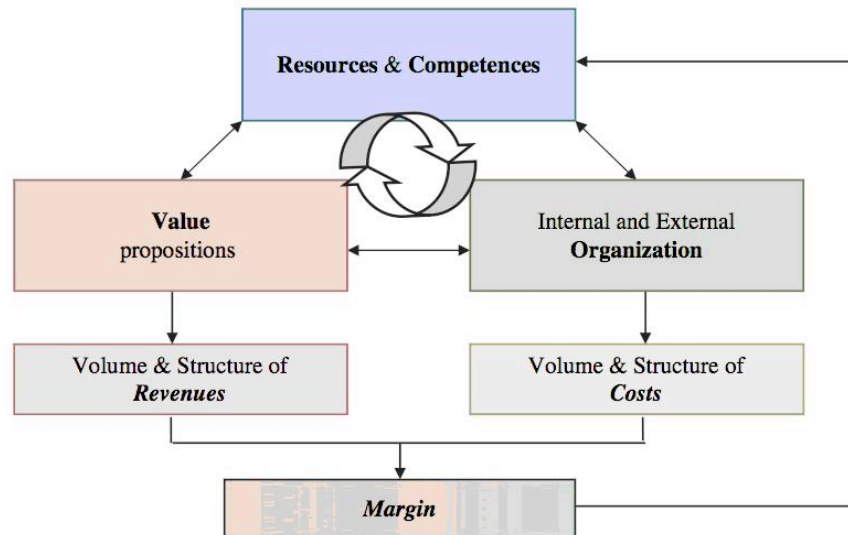 Resources & Competences
Value
propositions
Internal and External
Organization
Volume & Structure of
Revenues
Volume & Structure of
Costs
Margin